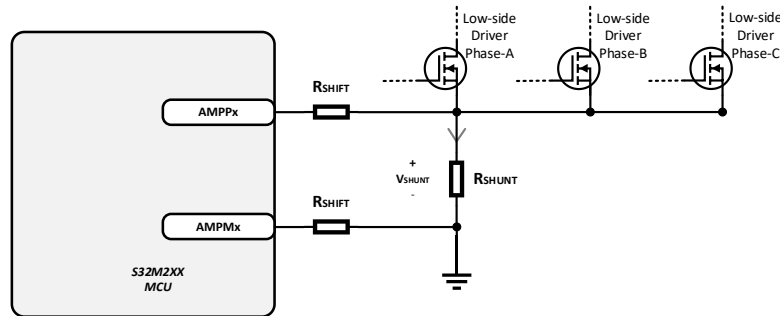 Low-side
Driver
Phase-A
Low-side
Driver
Phase-B
Low-side
Driver
Phase-C
RSHIFT
AMPPx
+
VSHUNT
-
RSHUNT
RSHIFT
AMPMx
S32M2XX
MCU